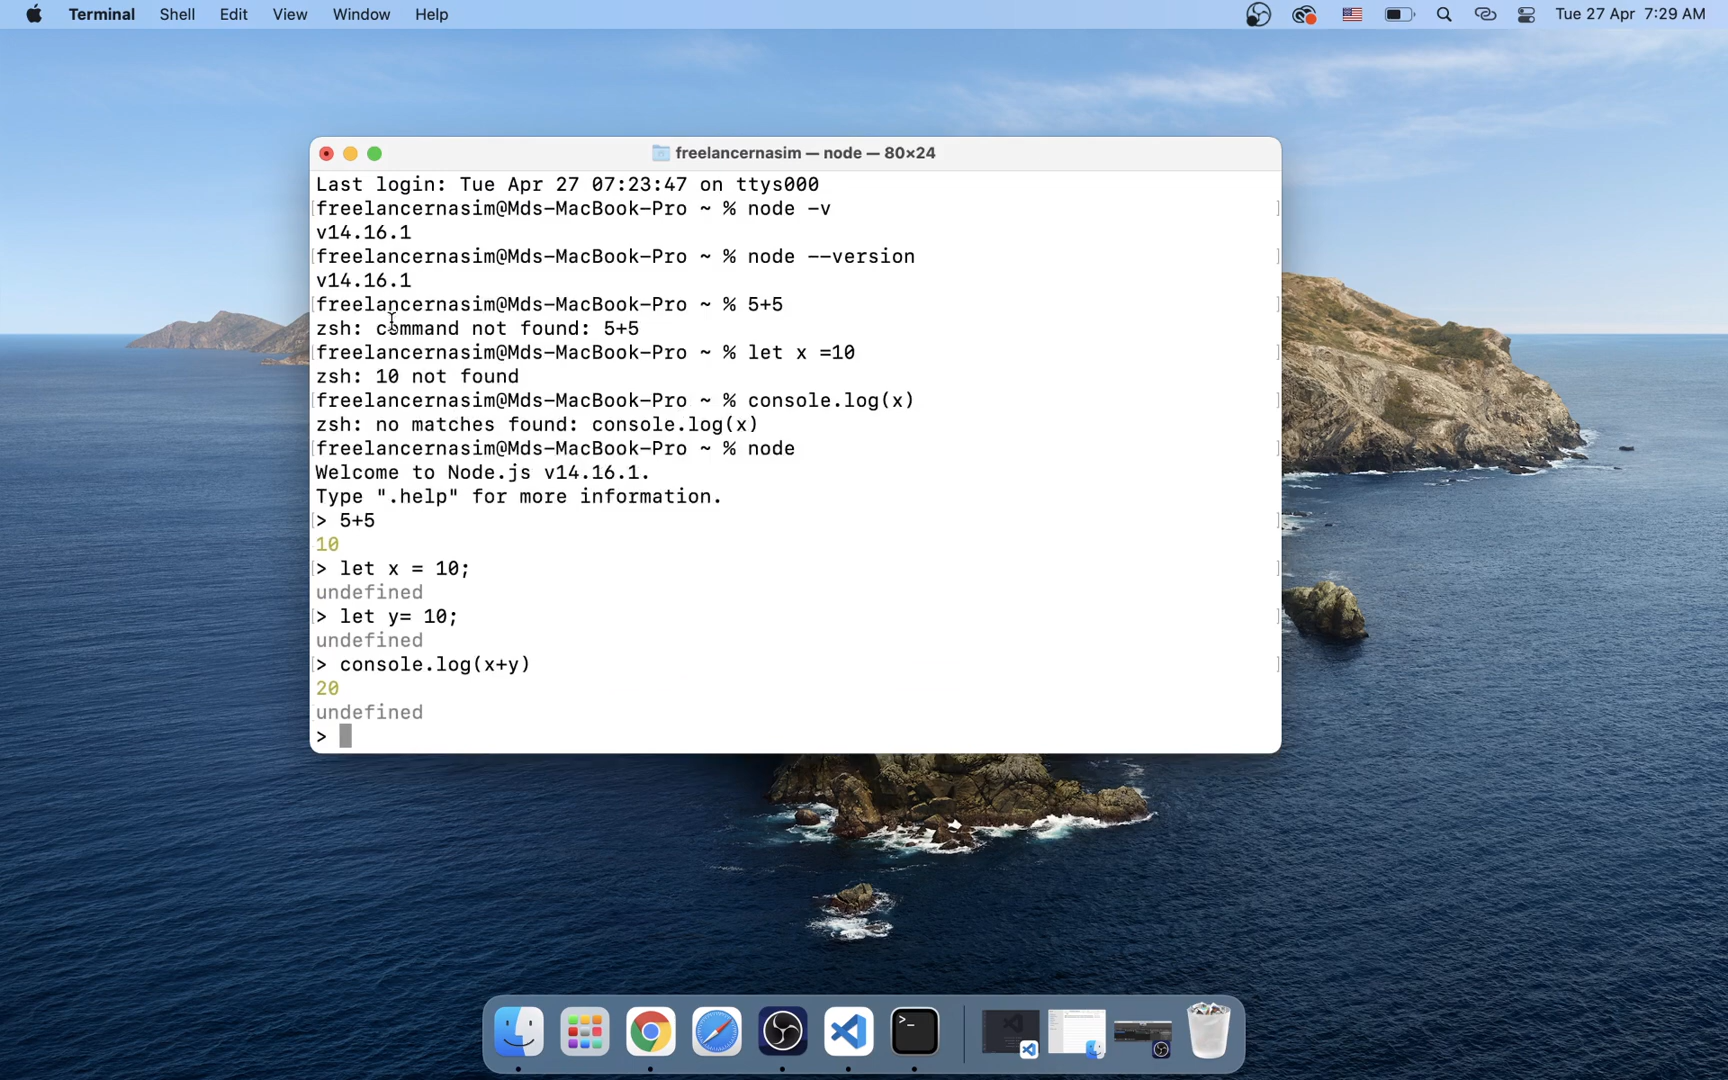 Terminal Shell Edit View Window Help Tue 27 Apr 7:29 AM
freelancernasim — node — 80×24
Last login: Tue Apr 27 07:23:47 on ttys000
freelancernasim@Mds-MacBook-Pro ~ % node -v
v14.16.1
freelancernasim@Mds-MacBook-Pro ~ % node --version
v14.16.1
freelancernasim@Mds-MacBook-Pro ~ % 5+5
zsh: command not found: 5+5
freelancernasim@Mds-MacBook-Pro ~ % let x =10
zsh: 10 not found
freelancernasim@Mds-MacBook-Pro ~ % console.log(x)
zsh: no matches found: console.log(x)
freelancernasim@Mds-MacBook-Pro ~ % node
Welcome to Node.js v14.16.1.
Type ".help" for more information.
> 5+5
10
> let x = 10;
undefined
> let y= 10;
undefined
> console.log(x+y)
20
undefined
>